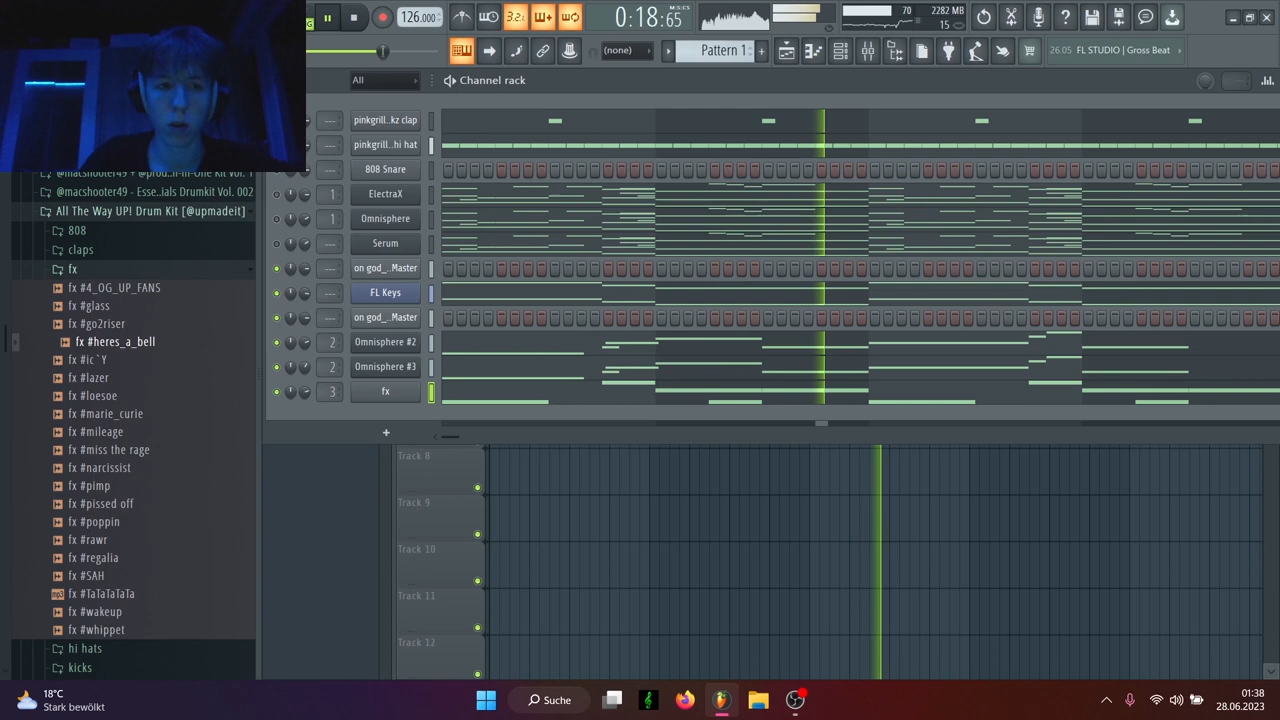 126.000
3.2.
0:18:65
M:S:CS
70
2282 MB
15
(none)
Pattern 1
26.05 FL STUDIO | Gross Beat
All
Channel rack
pinkgrill..kz clap
pinkgrill..hi hat
808 Snare
1 ElectraX
1 Omnisphere
Serum
on god_..Master
FL Keys
on god_..Master
2 Omnisphere #2
2 Omnisphere #3
3 fx
@macshooter49 + @prod..ll-in-One Kit Vol. 001
@macshooter49 - Esse..ials Drumkit Vol. 002
All The Way UP! Drum Kit [@upmadeit]
808
claps
fx
fx #4_OG_UP_FANS
fx #glass
fx #go2riser
fx #heres_a_bell
fx #ic`Y
fx #lazer
fx #loesoe
fx #marie_curie
fx #mileage
fx #miss the rage
fx #narcissist
fx #pimp
fx #pissed off
fx #poppin
fx #rawr
fx #regalia
fx #SAH
mp3 fx #TaTaTaTaTa
fx #wakeup
fx #whippet
hi hats
kicks
Track 8
Track 9
Track 10
Track 11
Track 12
18°C
Stark bewölkt
Suche
01:38
28.06.2023